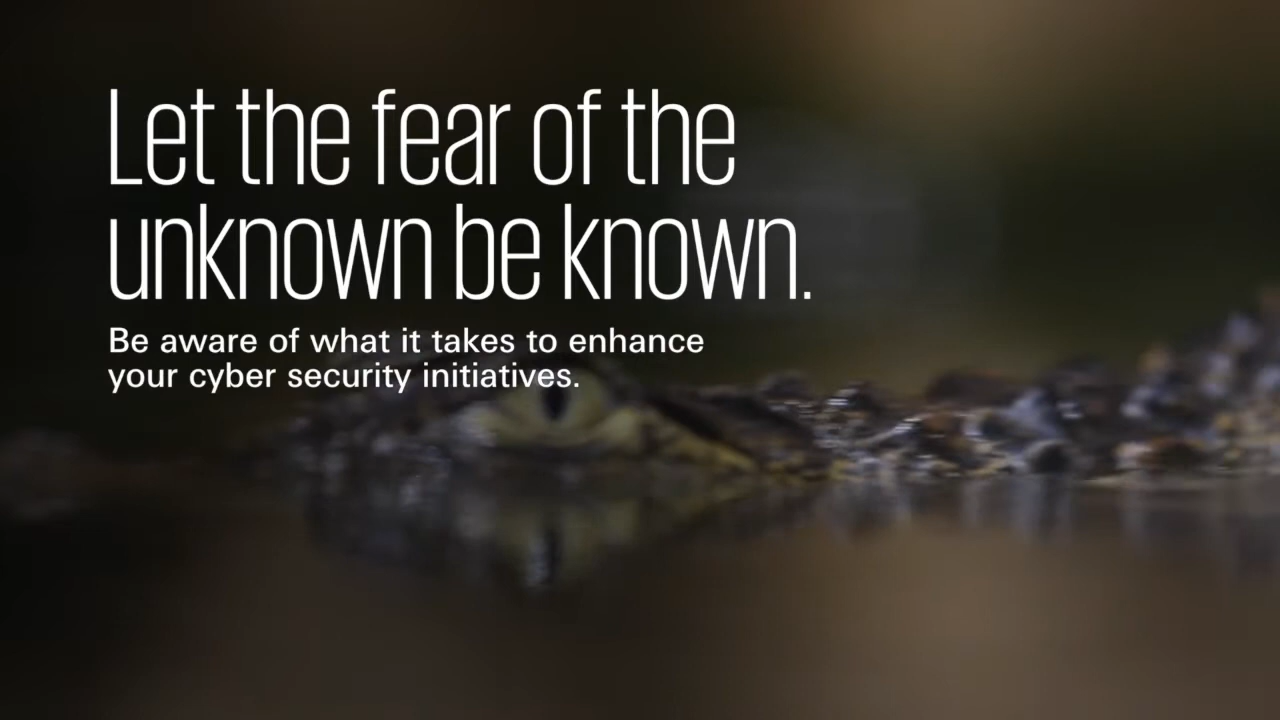 Let the fear of the
unknown be known.
Be aware of what it takes to enhance
your cyber security initiatives.